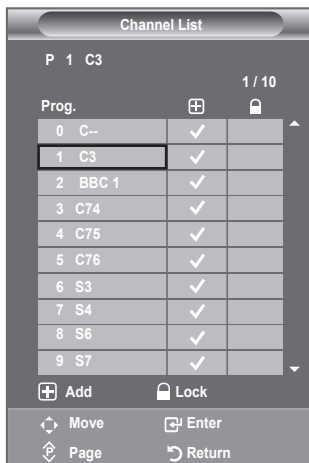 Channel List
P 1 C3
1 / 10
Prog.
0 C--
1 C3
2 BBC 1
3 C74
4 C75
5 C76
6 S3
7 S4
8 S6
9 S7
Add Lock
Move Enter
P Page Return